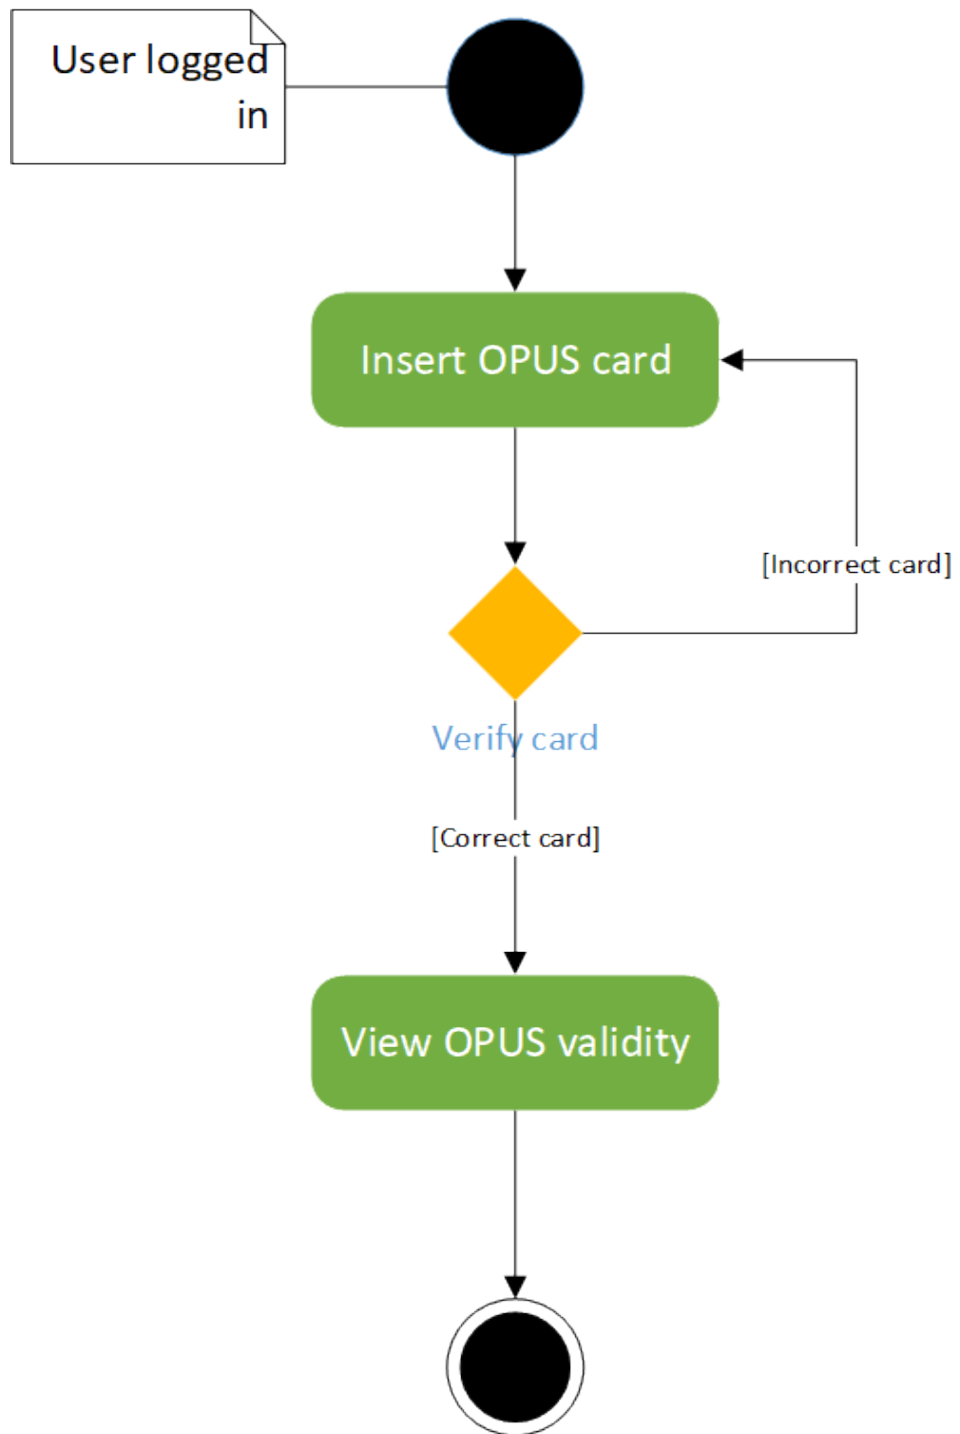 User logged
in
Insert OPUS card
[Incorrect card]
Verify card
[Correct card]
View OPUS validity